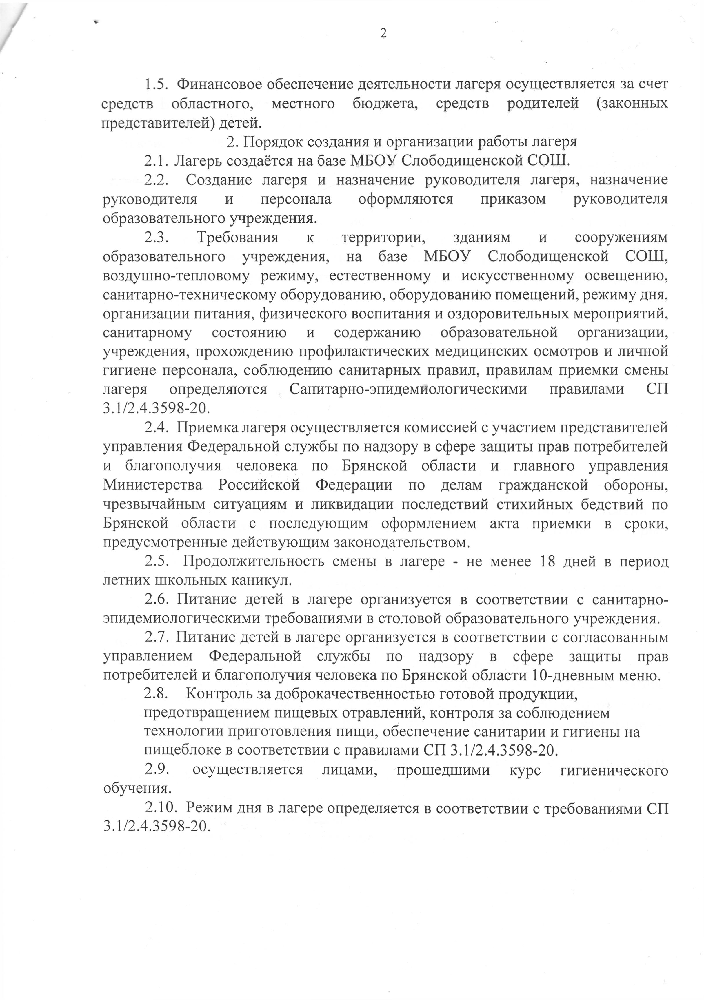 2
1.5. Финансовое обеспечение деятельности лагеря осуществляется за счет
средств областного, местного бюджета, средств родителей (законных
представителей) детей.
2. Порядок создания и организации работы лагеря
2.1. Лагерь создаётся на базе МБОУ Слободищенской СОШ.
2.2. Создание лагеря и назначение руководителя лагеря, назначение
руководителя и персонала оформляются приказом руководителя
образовательного учреждения.
2.3. Требования к территории, зданиям и сооружениям
образовательного учреждения, на базе МБОУ Слободищенской СОШ,
воздушно-тепловому режиму, естественному и искусственному освещению,
санитарно-техническому оборудованию, оборудованию помещений, режиму дня,
организации питания, физического воспитания и оздоровительных мероприятий,
санитарному состоянию и содержанию образовательной организации,
учреждения, прохождению профилактических медицинских осмотров и личной
гигиене персонала, соблюдению санитарных правил, правилам приемки смены
лагеря определяются Санитарно-эпидемиологическими правилами СП
3.1/2.4.3598-20.
2.4. Приемка лагеря осуществляется комиссией с участием представителей
управления Федеральной службы по надзору в сфере защиты прав потребителей
и благополучия человека по Брянской области и главного управления
Министерства Российской Федерации по делам гражданской обороны,
чрезвычайным ситуациям и ликвидации последствий стихийных бедствий по
Брянской области с последующим оформлением акта приемки в сроки,
предусмотренные действующим законодательством.
2.5. Продолжительность смены в лагере - не менее 18 дней в период
летних школьных каникул.
2.6. Питание детей в лагере организуется в соответствии с санитарно-
эпидемиологическими требованиями в столовой образовательного учреждения.
2.7. Питание детей в лагере организуется в соответствии с согласованным
управлением Федеральной службы по надзору в сфере защиты прав
потребителей и благополучия человека по Брянской области 10-дневным меню.
2.8. Контроль за доброкачественностью готовой продукции,
предотвращением пищевых отравлений, контроля за соблюдением
технологии приготовления пищи, обеспечение санитарии и гигиены на
пищеблоке в соответствии с правилами СП 3.1/2.4.3598-20.
2.9. осуществляется лицами, прошедшими курс гигиенического
обучения.
2.10. Режим дня в лагере определяется в соответствии с требованиями СП
3.1/2.4.3598-20.